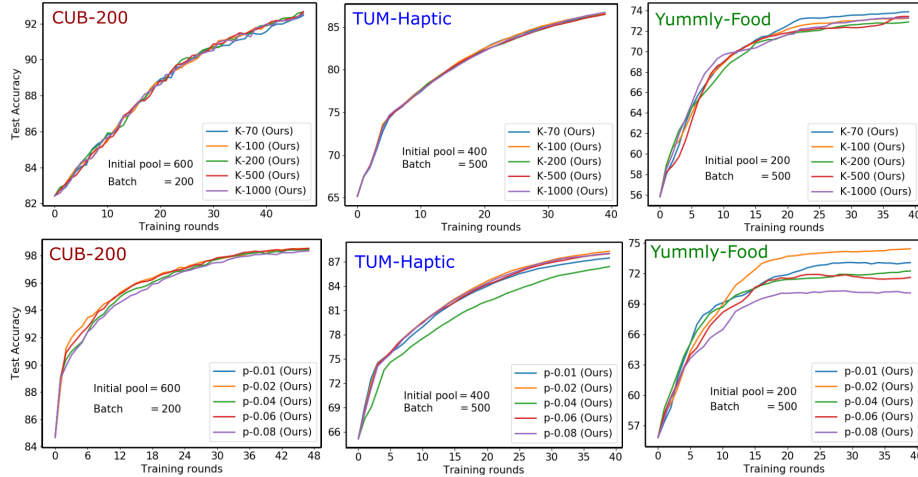 CUB-200
Test Accuracy
92
90
88
86
84
82
0
10
20
30
40
Training rounds
Initial pool = 600
Batch = 200
K-70 (Ours)
K-100 (Ours)
K-200 (Ours)
K-500 (Ours)
K-1000 (Ours)
TUM-Haptic
85
80
75
70
65
0
10
20
30
40
Training rounds
Initial pool = 400
Batch = 500
K-70 (Ours)
K-100 (Ours)
K-200 (Ours)
K-500 (Ours)
K-1000 (Ours)
Yummly-Food
74
72
70
68
66
64
62
60
58
56
0
5
10
15
20
25
30
35
40
Training rounds
Initial pool = 200
Batch = 500
K-70 (Ours)
K-100 (Ours)
K-200 (Ours)
K-500 (Ours)
K-1000 (Ours)
CUB-200
Test Accuracy
98
96
94
92
90
88
86
84
0
6
12
18
24
30
36
42
48
Training rounds
Initial pool = 600
Batch = 200
p-0.01 (Ours)
p-0.02 (Ours)
p-0.04 (Ours)
p-0.06 (Ours)
p-0.08 (Ours)
TUM-Haptic
87
84
81
78
75
72
69
66
0
5
10
15
20
25
30
35
40
Training rounds
Initial pool = 400
Batch = 500
p-0.01 (Ours)
p-0.02 (Ours)
p-0.04 (Ours)
p-0.06 (Ours)
p-0.08 (Ours)
Yummly-Food
75
72
69
66
63
60
57
0
5
10
15
20
25
30
35
40
Training rounds
Initial pool = 200
Batch = 500
p-0.01 (Ours)
p-0.02 (Ours)
p-0.04 (Ours)
p-0.06 (Ours)
p-0.08 (Ours)